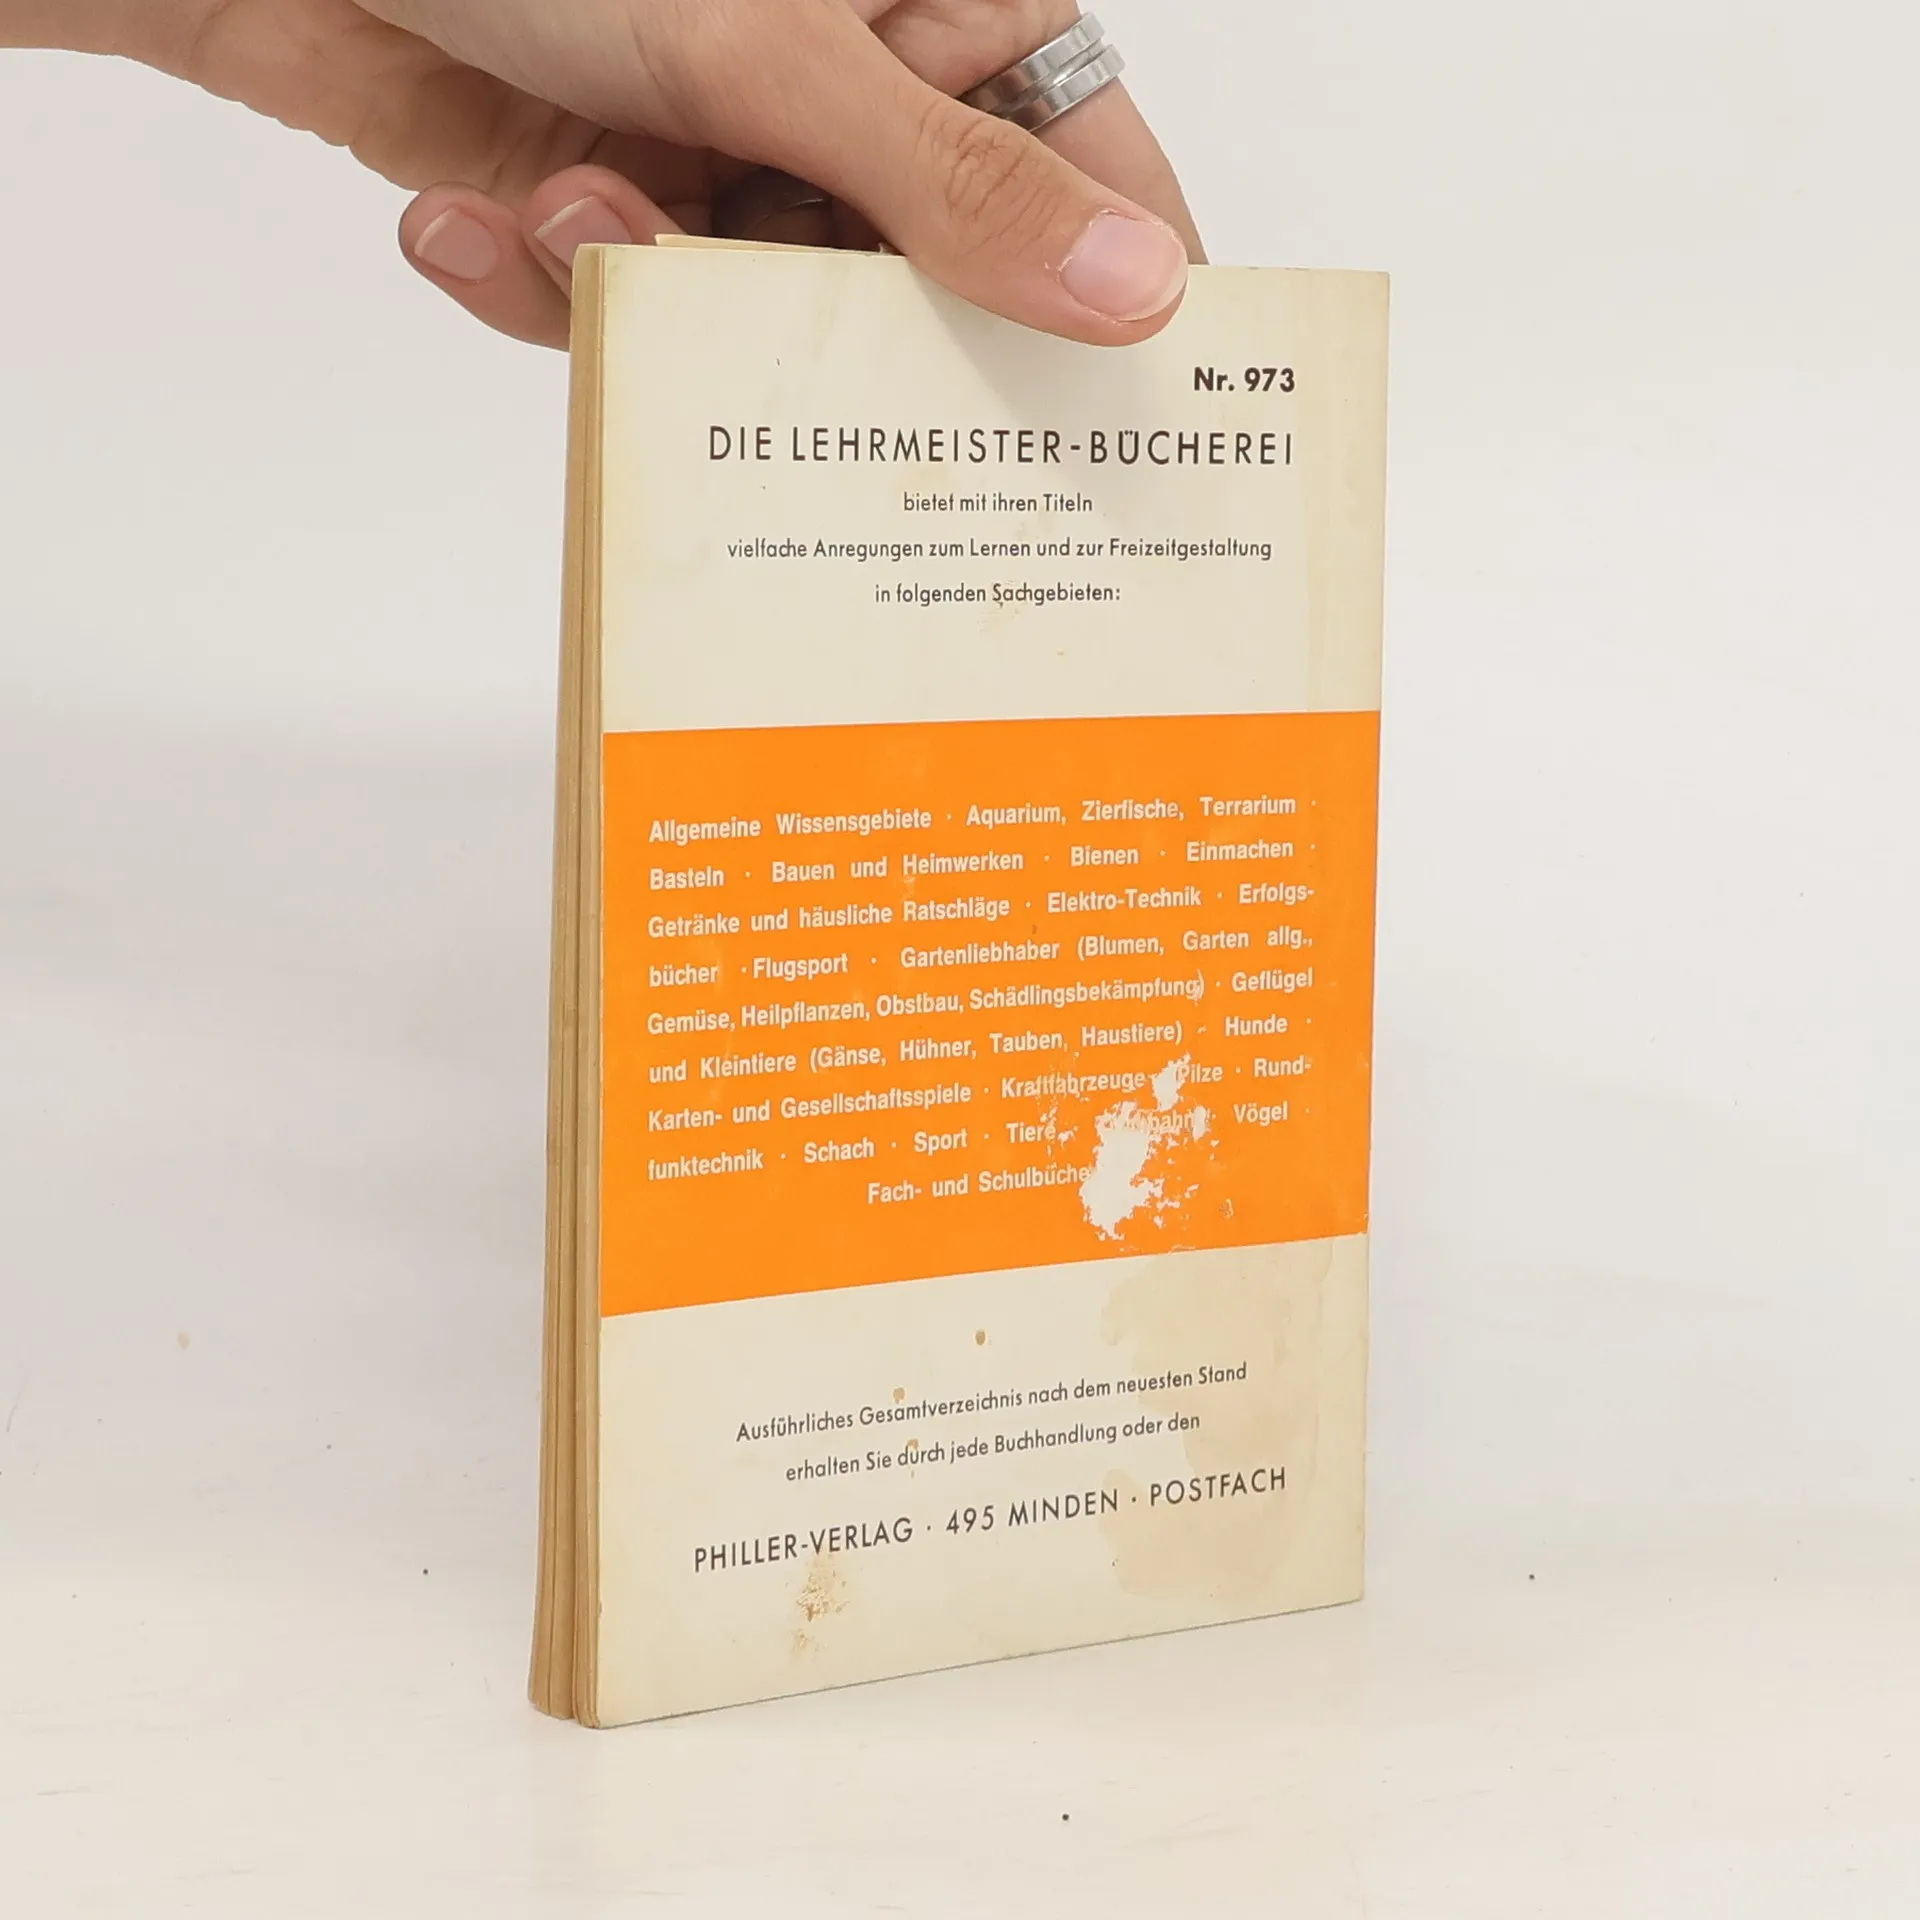 Nr. 973
DIE LEHRMEISTER-BÜCHEREI
bietet mit ihren Titeln
vielfache Anregungen zum Lernen und zur Freizeitgestaltung
in folgenden Sachgebieten:
Allgemeine Wissensgebiete · Aquarium, Zierfische, Terrarium ·
Basteln · Bauen und Heimwerken · Bienen · Einmachen ·
Getränke und häusliche Ratschläge · Elektro-Technik · Erfolgs-
bücher · Flugsport · Gartenliebhaber (Blumen, Garten allg.,
Gemüse, Heilpflanzen, Obstbau, Schädlingsbekämpfung) · Geflügel
und Kleintiere (Gänse, Hühner, Tauben, Haustiere) · Hunde ·
Karten- und Gesellschaftsspiele · Kraftfahrzeuge · Pilze · Rund-
funktechnik · Schach · Sport · Tiere · Vögel ·
Fach- und Schulbüche
Ausführliches Gesamtverzeichnis nach dem neuesten Stand
erhalten Sie durch jede Buchhandlung oder den
PHILLER-VERLAG · 495 MINDEN · POSTFACH